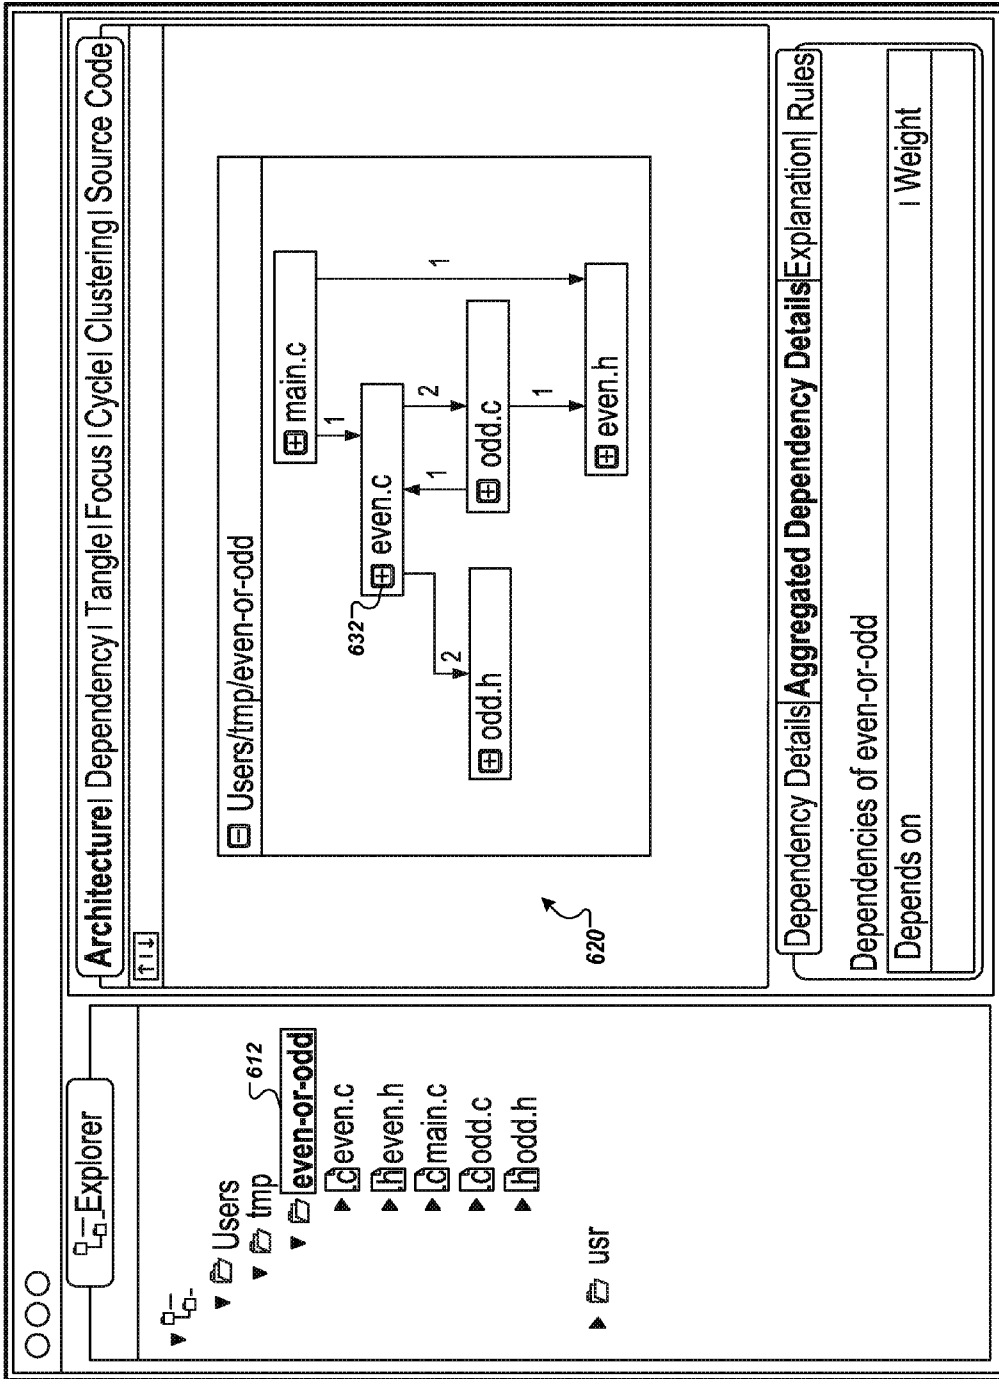 Explorer
Users
tmp
even-or-odd
612
.c even.c
.h even.h
.c main.c
.c odd.c
.h odd.h
usr
Architecture | Dependency | Tangle | Focus | Cycle | Clustering | Source Code
↑ | ↓
Users/tmp/even-or-odd
main.c
1
1
632
even.c
2
1
2
odd.h
odd.c
1
even.h
620
Dependency Details | Aggregated Dependency Details | Explanation | Rules
Dependencies of even-or-odd
Depends on | Weight